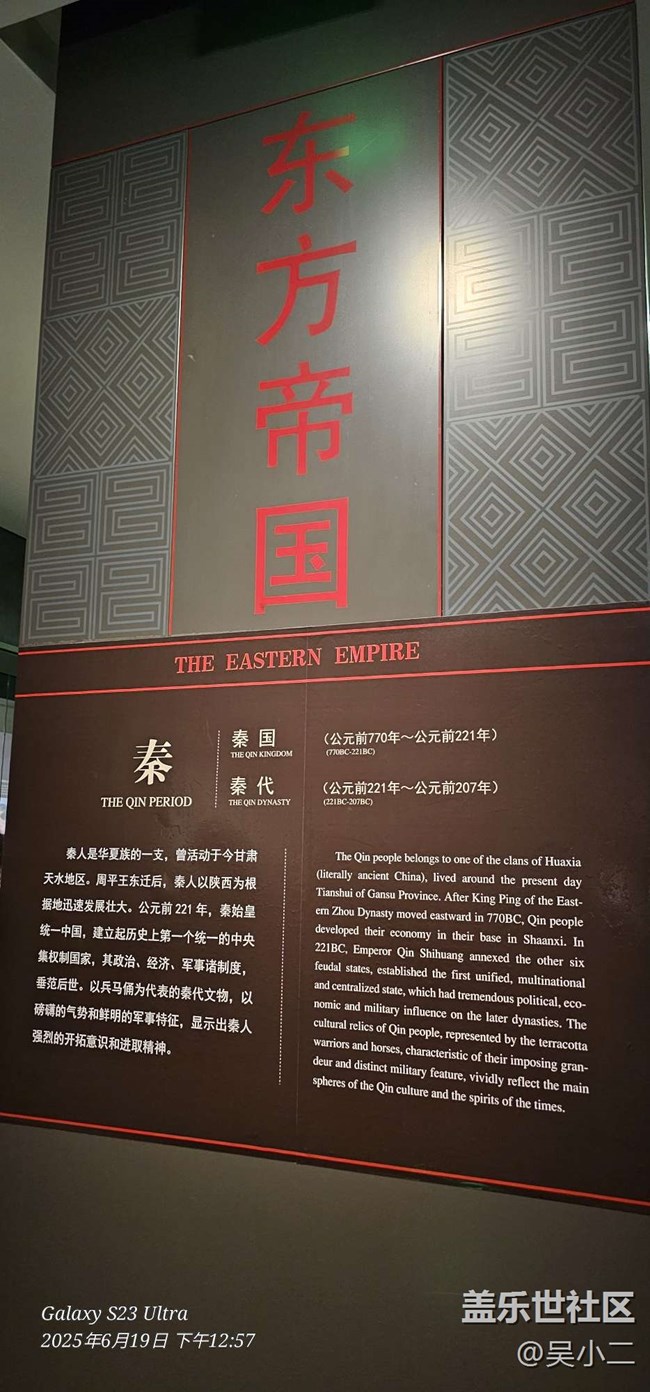 东方帝国
THE EASTERN EMPIRE
秦
THE QIN PERIOD
秦国
THE QIN KINGDOM
（公元前770年～公元前221年）
(770BC-221BC)
秦代
THE QIN DYNASTY
（公元前221年～公元前207年）
(221BC-207BC)
秦人是华夏族的一支，曾活动于今甘肃
天水地区。周平王东迁后，秦人以陕西为根
据地迅速发展壮大。公元前 221 年，秦始皇
统一中国，建立起历史上第一个统一的中央
集权制国家，其政治、经济、军事诸制度，
垂范后世。以兵马俑为代表的秦代文物，以
磅礴的气势和鲜明的军事特征，显示出秦人
强烈的开拓意识和进取精神。
The Qin people belongs to one of the clans of Huaxia
(literally ancient China), lived around the present day
Tianshui of Gansu Province. After King Ping of the East-
ern Zhou Dynasty moved eastward in 770BC, Qin people
developed their economy in their base in Shaanxi. In
221BC, Emperor Qin Shihuang annexed the other six
feudal states, established the first unified, multinational
and centralized state, which had tremendous political, eco-
nomic and military influence on the later dynasties. The
cultural relics of Qin people, represented by the terracotta
warriors and horses, characteristic of their imposing gran-
deur and distinct military feature, vividly reflect the main
spheres of the Qin culture and the spirits of the times.
Galaxy S23 Ultra
2025年6月19日 下午12:57
盖乐世社区
@吴小二